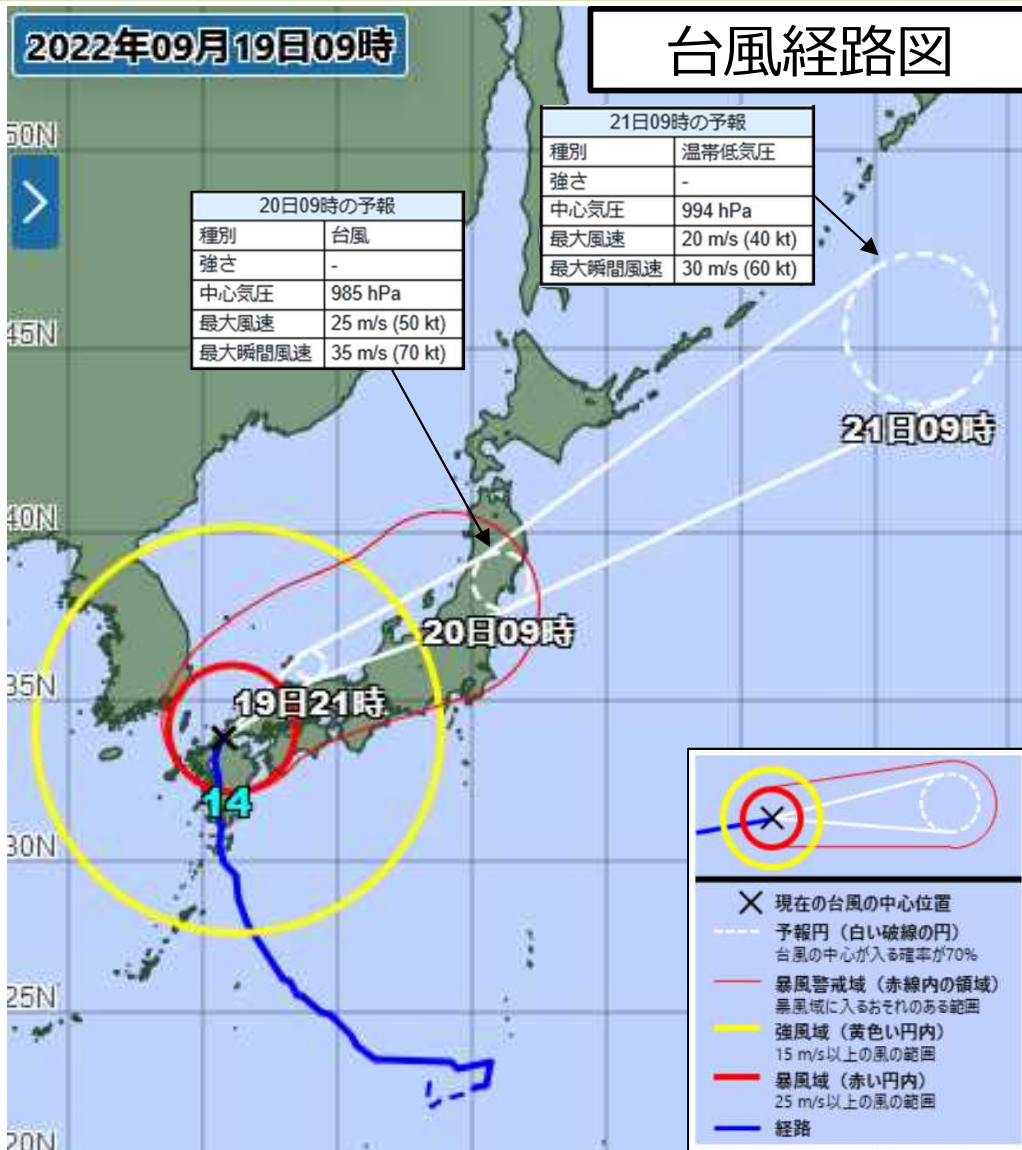 2022年09月19日09時
台風経路図
50N
21日09時の予報
種別 温帯低気圧
強さ -
中心気圧 994 hPa
最大風速 20 m/s (40 kt)
最大瞬間風速 30 m/s (60 kt)
20日09時の予報
種別 台風
強さ -
中心気圧 985 hPa
最大風速 25 m/s (50 kt)
最大瞬間風速 35 m/s (70 kt)
45N
21日09時
40N
20日09時
35N
19日21時
14
30N
25N
20N
現在の台風の中心位置
予報円（白い破線の円）
台風の中心が入る確率が70%
暴風警戒域（赤線内の領域）
暴風域に入るおそれのある範囲
強風域（黄色い円内）
15 m/s以上の風の範囲
暴風域（赤い円内）
25 m/s以上の風の範囲
経路